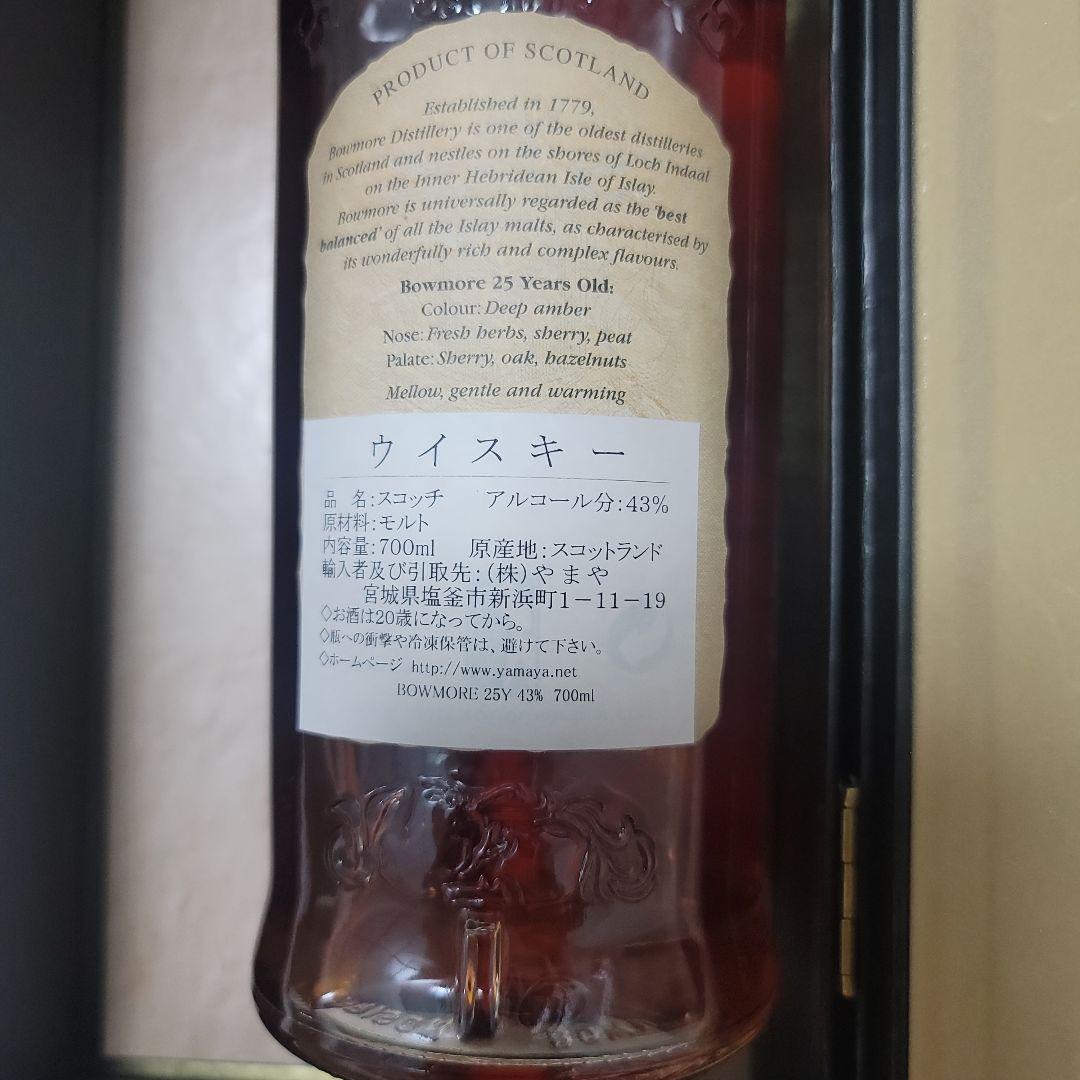 PRODUCT OF SCOTLAND
Established in 1779,
Bowmore Distillery is one of the oldest distilleries
in Scotland and nestles on the shores of Loch Indaal
on the Inner Hebridean Isle of Islay.
Bowmore is universally regarded as the 'best
balanced' of all the Islay malts, as characterised by
its wonderfully rich and complex flavours.
Bowmore 25 Years Old:
Colour: Deep amber
Nose: Fresh herbs, sherry, peat
Palate: Sherry, oak, hazelnuts
Mellow, gentle and warming
ウイスキー
品 名：スコッチ アルコール分：43%
原材料：モルト
内容量：700ml 原産地：スコットランド
輸入者及び引取先：(株)やまや
宮城県塩釜市新浜町1－11－19
◇お酒は20歳になってから。
◇瓶への衝撃や冷凍保管は、避けて下さい。
◇ホームページ http://www.yamaya.net
BOWMORE 25Y 43% 700ml